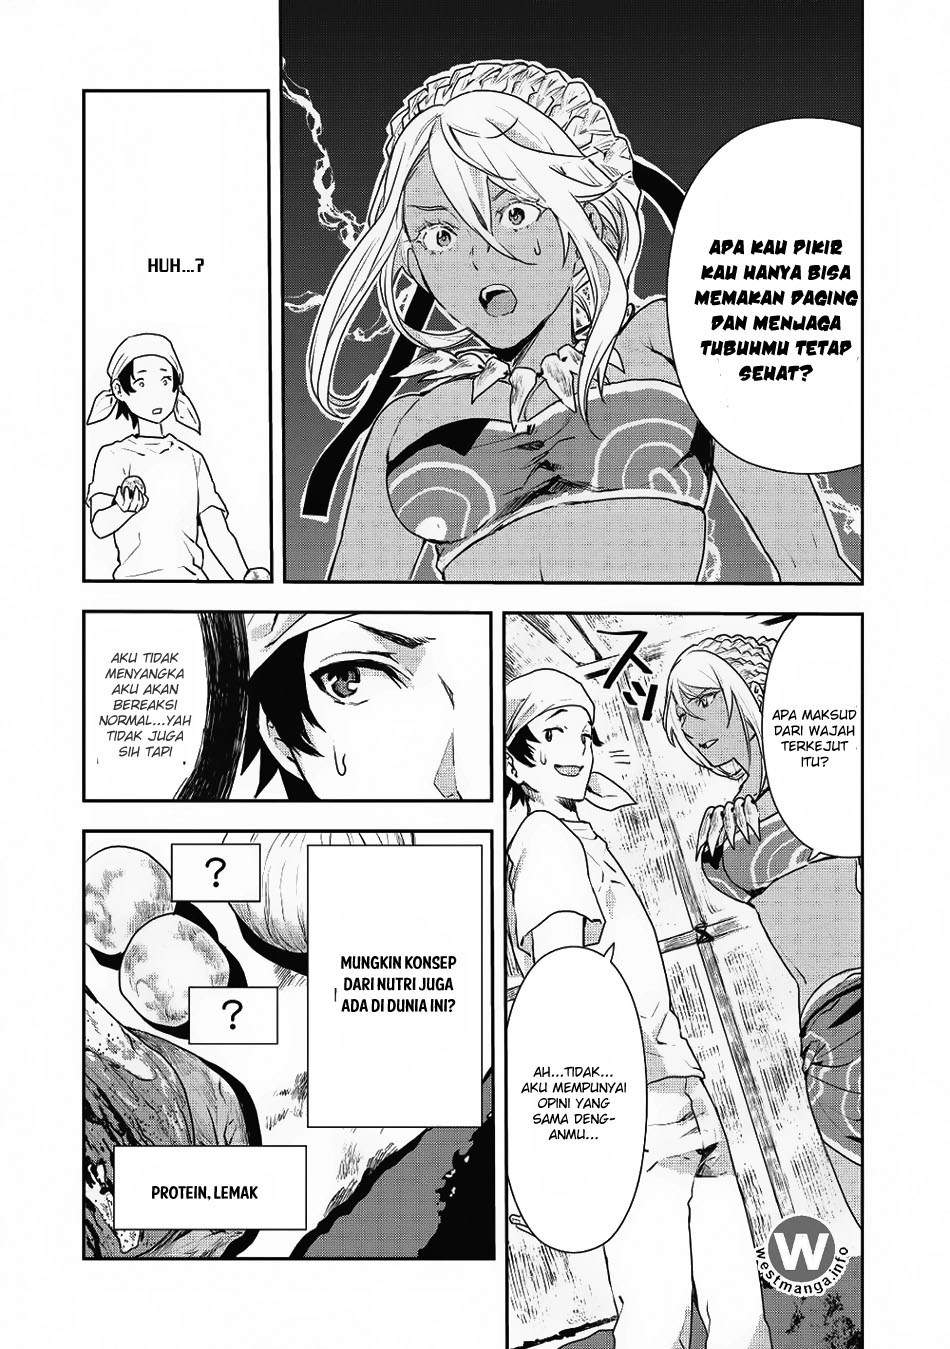 APA KAU PIKIR
KAU HANYA BISA
MEMAKAN DAGING
DAN MENJAGA
TUBUHMU TETAP
SEHAT?
HUH...?
スッ
APA MAKSUD
DARI WAJAH
TERKEJUT
ITU?
AH...TIDAK...
AKU MEMPUNYAI
OPINI YANG
SAMA DENG-
ANMU...
AKU TIDAK
MENYANGKA
AKU AKAN
BEREAKSI
NORMAL...YAH
TIDAK JUGA
SIH TAPI
?
?
MUNGKIN KONSEP
DARI NUTRI JUGA
ADA DI DUNIA INI?
PROTEIN, LEMAK
W
westmanga.info